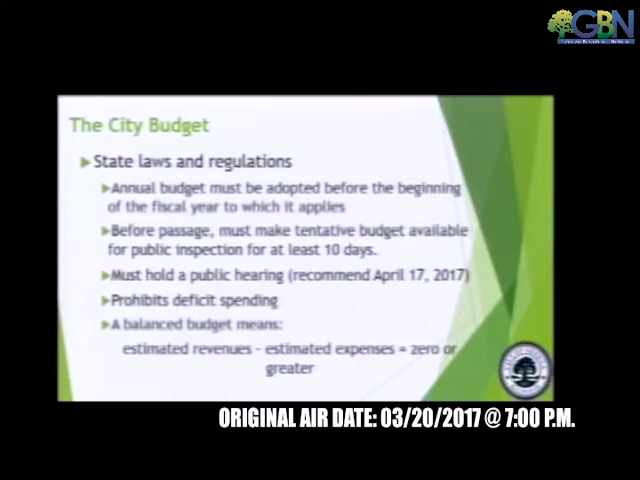 GBN
The City Budget
State laws and regulations
Annual budget must be adopted before the beginning
of the fiscal year to which it applies
Before passage, must make tentative budget available
for public inspection for at least 10 days.
Must hold a public hearing (recommend April 17, 2017)
Prohibits deficit spending
A balanced budget means:
estimated revenues - estimated expenses = zero or
greater
ORIGINAL AIR DATE: 03/20/2017 @ 7:00 P.M.